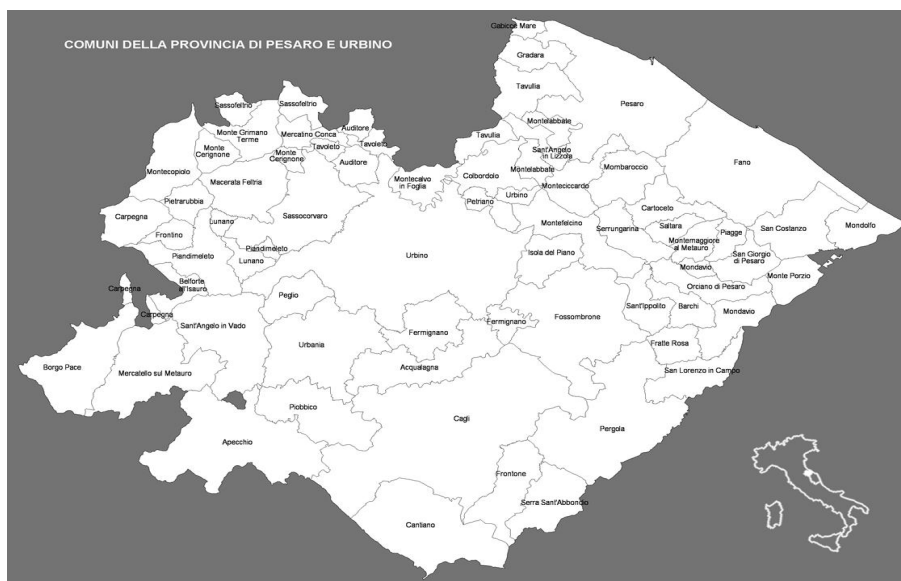 COMUNI DELLA PROVINCIA DI PESARO E URBINO
Gabicce Mare
Gradara
Tavullia
Pesaro
Sassofeltrio
Sassofeltrio
Monte Grimano
Terme
Mercatino Conca
Auditore
Tavoleto
Tavoleto
Monte
Cerignone
Monte
Cerignone
Auditore
Tavullia
Montelabbate
Sant'Angelo
in Lizzola
Montelabbate
Mombaroccio
Fano
Montecopiolo
Macerata Feltria
Montecalvo
in Foglia
Colbordolo
Monteciccardo
Pietrarubbia
Petriano
Urbino
Carpegna
Lunano
Sassocorvaro
Montefelcino
Cartoceto
Saltara
Serrungarina
Piagge
San Costanzo
Mondolfo
Frontino
Piandimeleto
Piandimeleto
Lunano
Urbino
Isola del Piano
Montemaggiore
al Metauro
San Giorgio
di Pesaro
Mondavio
Monte Porzio
Carpegna
Belforte
all'Isauro
Orciano di Pesaro
Peglio
Carpegna
Sant'Angelo in Vado
Fermignano
Fermignano
Fossombrone
Sant'Ippolito
Barchi
Mondavio
Urbania
Fratte Rosa
Borgo Pace
Mercatello sul Metauro
Acqualagna
San Lorenzo in Campo
Piobbico
Cagli
Pergola
Apecchio
Frontone
Serra Sant'Abbondio
Cantiano